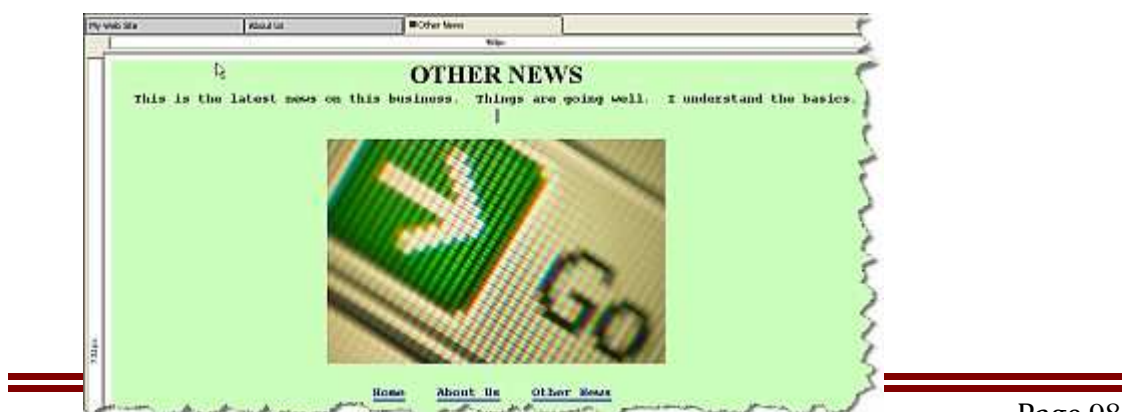 My Web Site About Us Other News
OTHER NEWS
This is the latest news on this business. Things are going well. I understand the basics.
Go
Home About Us Other News
Page 98